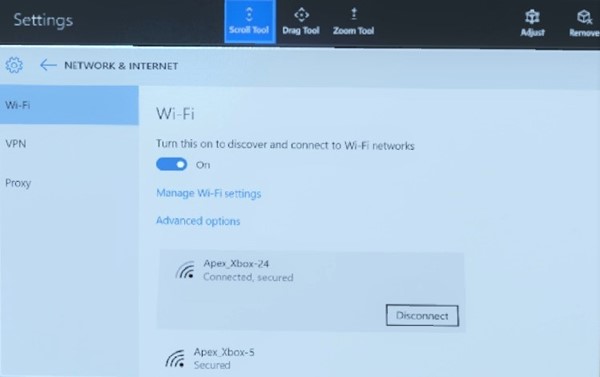 Settings
Scroll Tool
Drag Tool
Zoom Tool
Adjust
Remove
NETWORK & INTERNET
Wi-Fi
VPN
Proxy
Wi-Fi
Turn this on to discover and connect to Wi-Fi networks
On
Manage Wi-Fi settings
Advanced options
Apex_Xbox-24
Connected, secured
Disconnect
Apex_Xbox-5
Secured